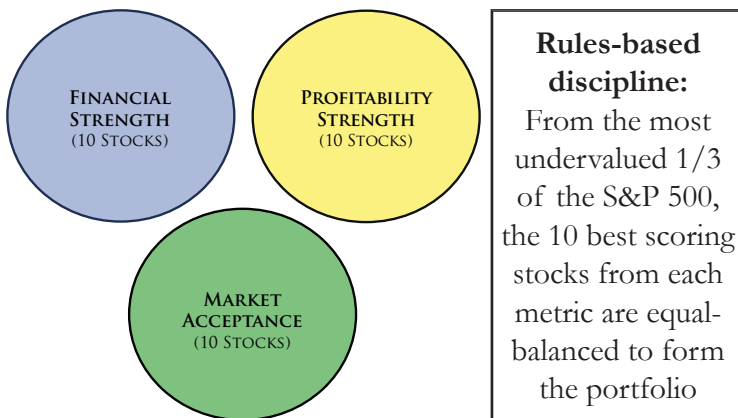 FINANCIAL
STRENGTH
(10 STOCKS)
PROFITABILITY
STRENGTH
(10 STOCKS)
MARKET
ACCEPTANCE
(10 STOCKS)
Rules-based
discipline:
From the most
undervalued 1/3
of the S&P 500,
the 10 best scoring
stocks from each
metric are equal-
balanced to form
the portfolio